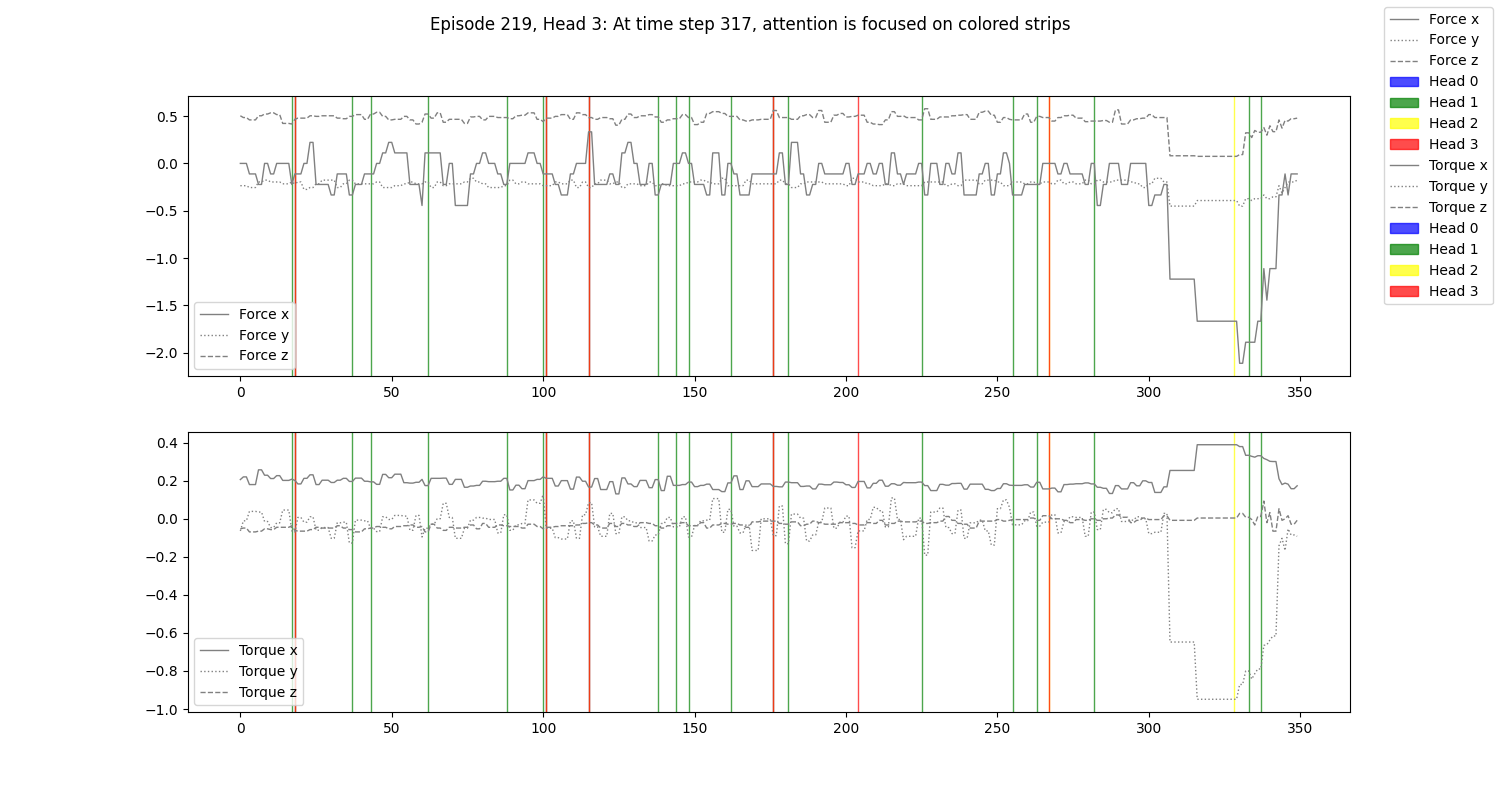 Episode 219, Head 3: At time step 317, attention is focused on colored strips
Force x
Force y
Force z
Head 0
Head 1
Head 2
Head 3
Torque x
Torque y
Torque z
Head 0
Head 1
Head 2
Head 3
0.5
0.0
−0.5
−1.0
−1.5
−2.0
Force x
Force y
Force z
0 50 100 150 200 250 300 350
0.4
0.2
0.0
−0.2
−0.4
−0.6
−0.8
−1.0
Torque x
Torque y
Torque z
0 50 100 150 200 250 300 350